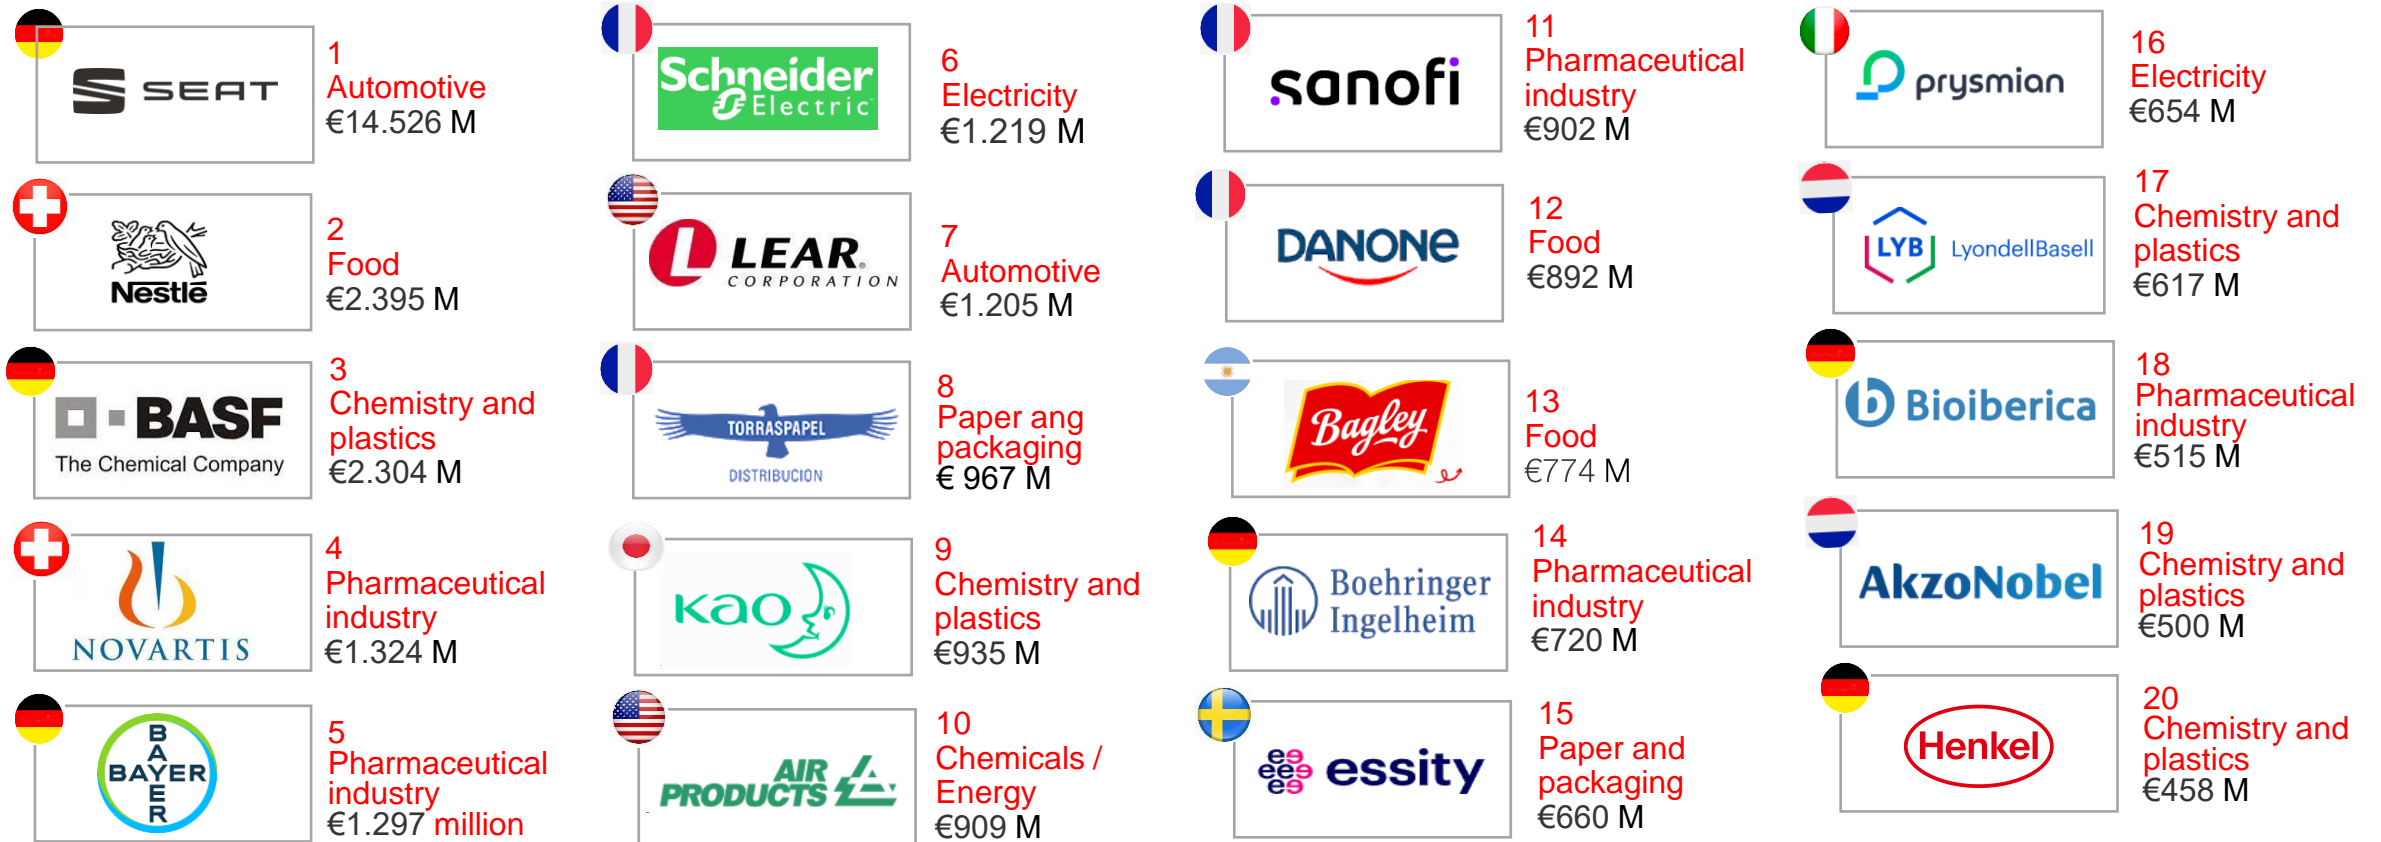 SEAT
1
Automotive
€14.526 M
Nestlé
2
Food
€2.395 M
BASF
The Chemical Company
3
Chemistry and
plastics
€2.304 M
NOVARTIS
4
Pharmaceutical
industry
€1.324 M
BAYER
BAYER
5
Pharmaceutical
industry
€1.297 million
Schneider
Electric
6
Electricity
€1.219 M
L LEAR®
CORPORATION
7
Automotive
€1.205 M
TORRASPAPEL
DISTRIBUCIÓN
8
Paper ang
packaging
€ 967 M
Kao
9
Chemistry and
plastics
€935 M
AIR
PRODUCTS
10
Chemicals /
Energy
€909 M
sanofi
11
Pharmaceutical
industry
€902 M
DANONE
12
Food
€892 M
Bagley
13
Food
€774 M
Boehringer
Ingelheim
14
Pharmaceutical
industry
€720 M
essity
15
Paper and
packaging
€660 M
prysmian
16
Electricity
€654 M
LYB LyondellBasell
17
Chemistry and
plastics
€617 M
b Bioiberica
18
Pharmaceutical
industry
€515 M
AkzoNobel
19
Chemistry and
plastics
€500 M
Henkel
20
Chemistry and
plastics
€458 M